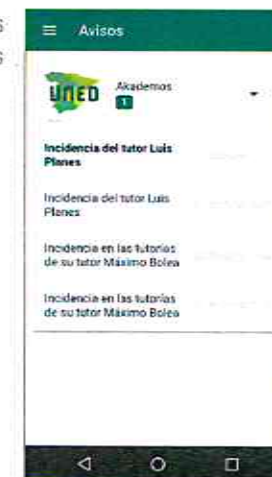 s
s
Avisos
UNED
Akademos
1
Incidencia del tutor Luis
Planes
Incidencia del tutor Luis
Planes
Incidencia en las tutorías
de su tutor Máximo Bolea
Incidencia en las tutorías
de su tutor Máximo Bolea